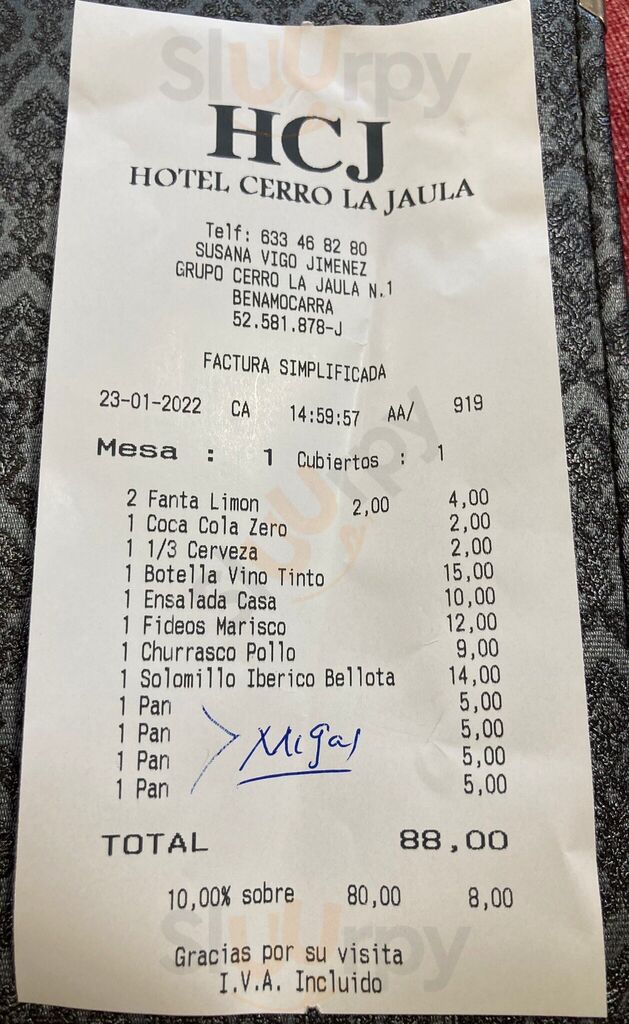 HCJ
HOTEL CERRO LA JAULA
Telf: 633 46 82 80
SUSANA VIGO JIMENEZ
GRUPO CERRO LA JAULA N.1
BENAMOCARRA
52.581.878-J
FACTURA SIMPLIFICADA
23-01-2022 CA 14:59:57 AA/ 919
Mesa : 1 Cubiertos : 1
2 Fanta Limon 2,00 4,00
1 Coca Cola Zero 2,00
1 1/3 Cerveza 2,00
1 Botella Vino Tinto 15,00
1 Ensalada Casa 10,00
1 Fideos Marisco 12,00
1 Churrasco Pollo 9,00
1 Solomillo Iberico Bellota 14,00
1 Pan 5,00
1 Pan 5,00
1 Pan 5,00
1 Pan 5,00
Migas
TOTAL 88,00
10,00% sobre 80,00 8,00
Gracias por su visita
I.V.A. Incluido
Sluurpy
Sluurpy
Sluurpy